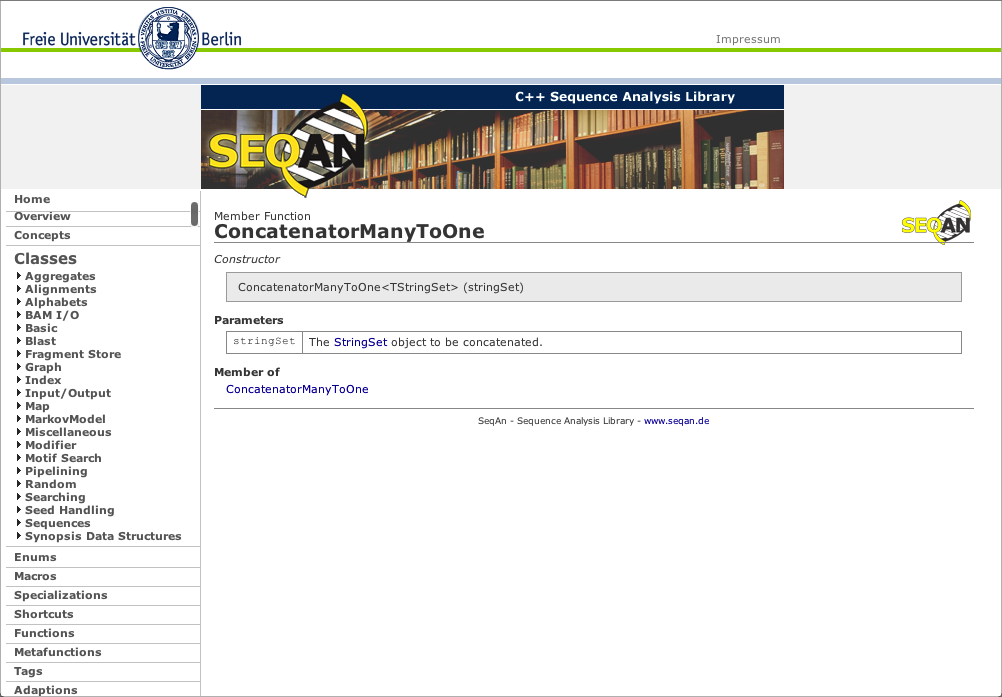 Freie Universität Berlin
Impressum
C++ Sequence Analysis Library
SEQAN
Home
Overview
Concepts
Classes
Aggregates
Alignments
Alphabets
BAM I/O
Basic
Blast
Fragment Store
Graph
Index
Input/Output
Map
MarkovModel
Miscellaneous
Modifier
Motif Search
Pipelining
Random
Searching
Seed Handling
Sequences
Synopsis Data Structures
Enums
Macros
Specializations
Shortcuts
Functions
Metafunctions
Tags
Adaptions
SEQAN
Member Function
ConcatenatorManyToOne
Constructor
ConcatenatorManyToOne<TStringSet> (stringSet)
Parameters
stringSet The StringSet object to be concatenated.
Member of
ConcatenatorManyToOne
SeqAn - Sequence Analysis Library - www.seqan.de